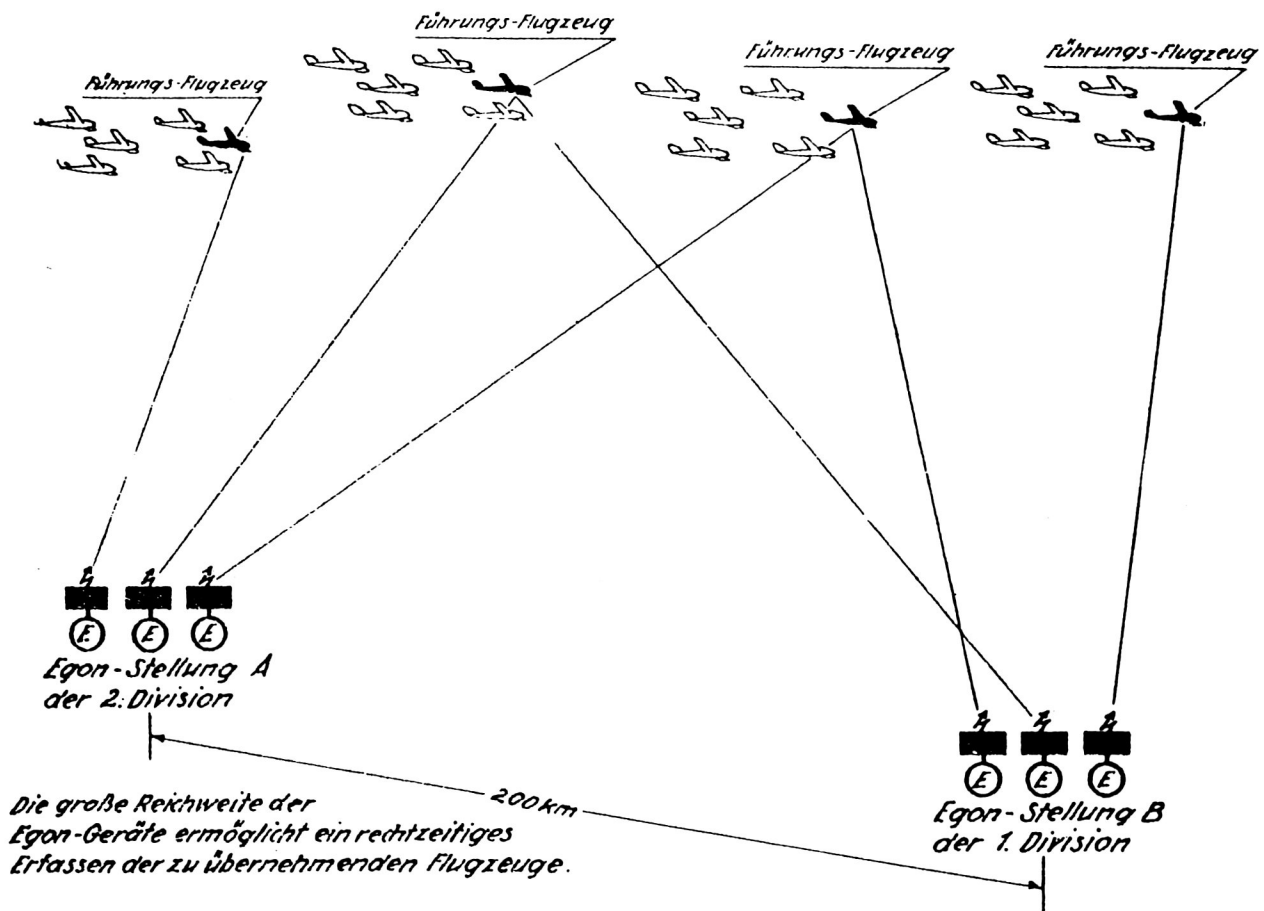 Führungs-Flugzeug
Führungs-Flugzeug
Führungs-Flugzeug
Führungs-Flugzeug
E
E
E
Egon-Stellung A
der 2. Division
E
E
E
Egon-Stellung B
der 1. Division
200 km
Die große Reichweite der
Egon-Geräte ermöglicht ein rechtzeitiges
Erfassen der zu übernehmenden Flugzeuge.